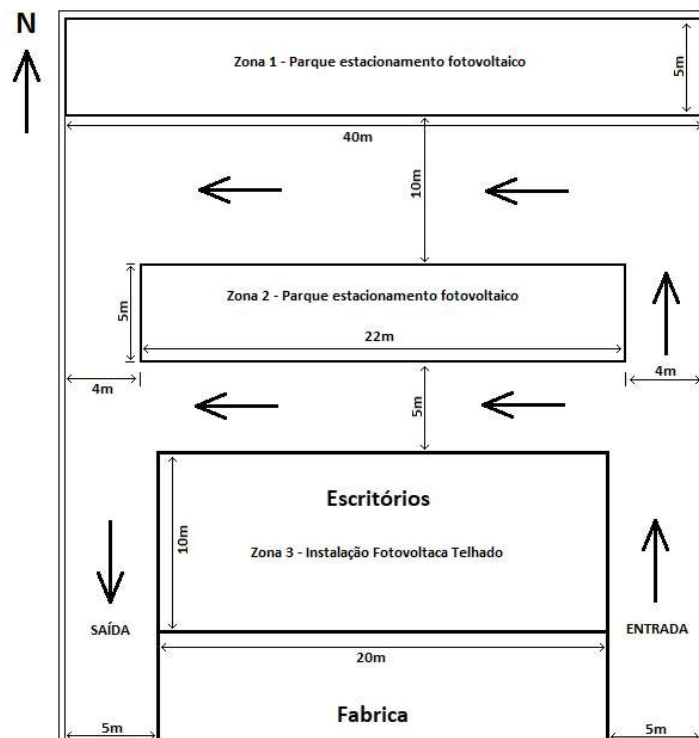 N
Zona 1 - Parque estacionamento fotovoltaico
5m
40m
10m
Zona 2 - Parque estacionamento fotovoltaico
5m
22m
4m
4m
5m
Escritórios
10m
Zona 3 - Instalação Fotovoltaca Telhado
SAÍDA
ENTRADA
20m
Fabrica
5m
5m